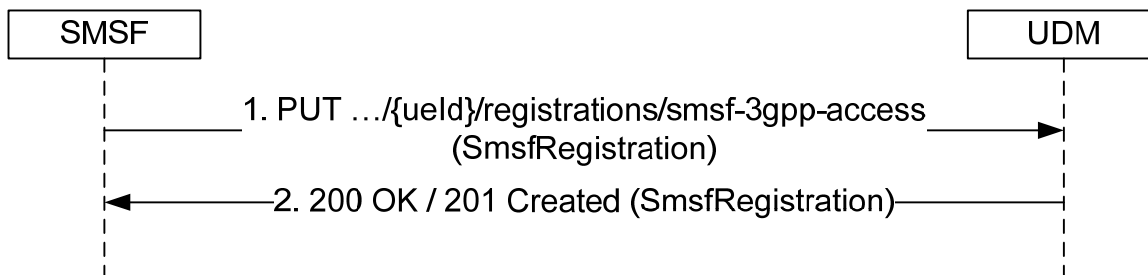 SMSF
UDM
1. PUT …/{ueId}/registrations/smsf-3gpp-access
(SmsfRegistration)
2. 200 OK / 201 Created (SmsfRegistration)